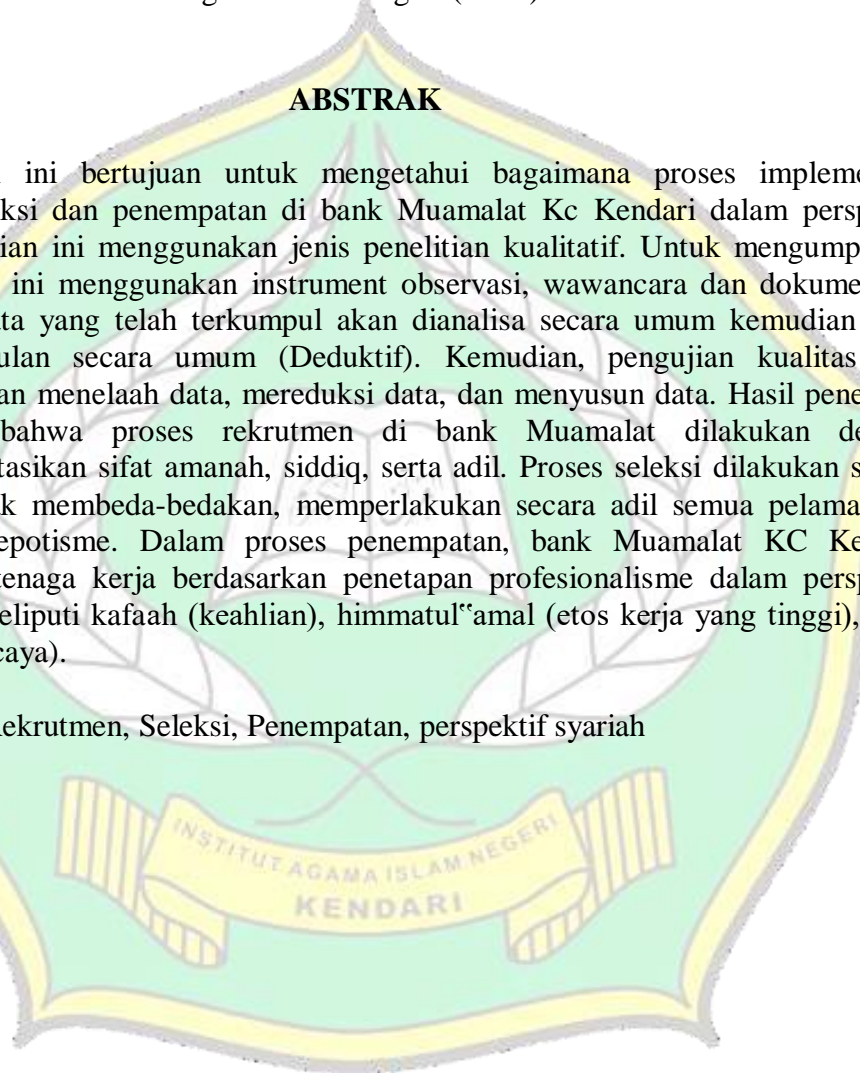 ABSTRAK
ini bertujuan untuk mengetahui bagaimana proses impleme
ksi dan penempatan di bank Muamalat Kc Kendari dalam persp
ian ini menggunakan jenis penelitian kualitatif. Untuk mengump
ini menggunakan instrument observasi, wawancara dan dokume
ta yang telah terkumpul akan dianalisa secara umum kemudian
ulan secara umum (Deduktif). Kemudian, pengujian kualitas
an menelaah data, mereduksi data, dan menyusun data. Hasil pene
bahwa proses rekrutmen di bank Muamalat dilakukan de
tasikan sifat amanah, siddiq, serta adil. Proses seleksi dilakukan s
k membeda-bedakan, memperlakukan secara adil semua pelama
epotisme. Dalam proses penempatan, bank Muamalat KC Ke
tenaga kerja berdasarkan penetapan profesionalisme dalam persp
eliputi kafaah (keahlian), himmatul‟amal (etos kerja yang tinggi),
caya).
ekrutmen, Seleksi, Penempatan, perspektif syariah
INSTITUT AGAMA ISLAM NEGERI
KENDARI